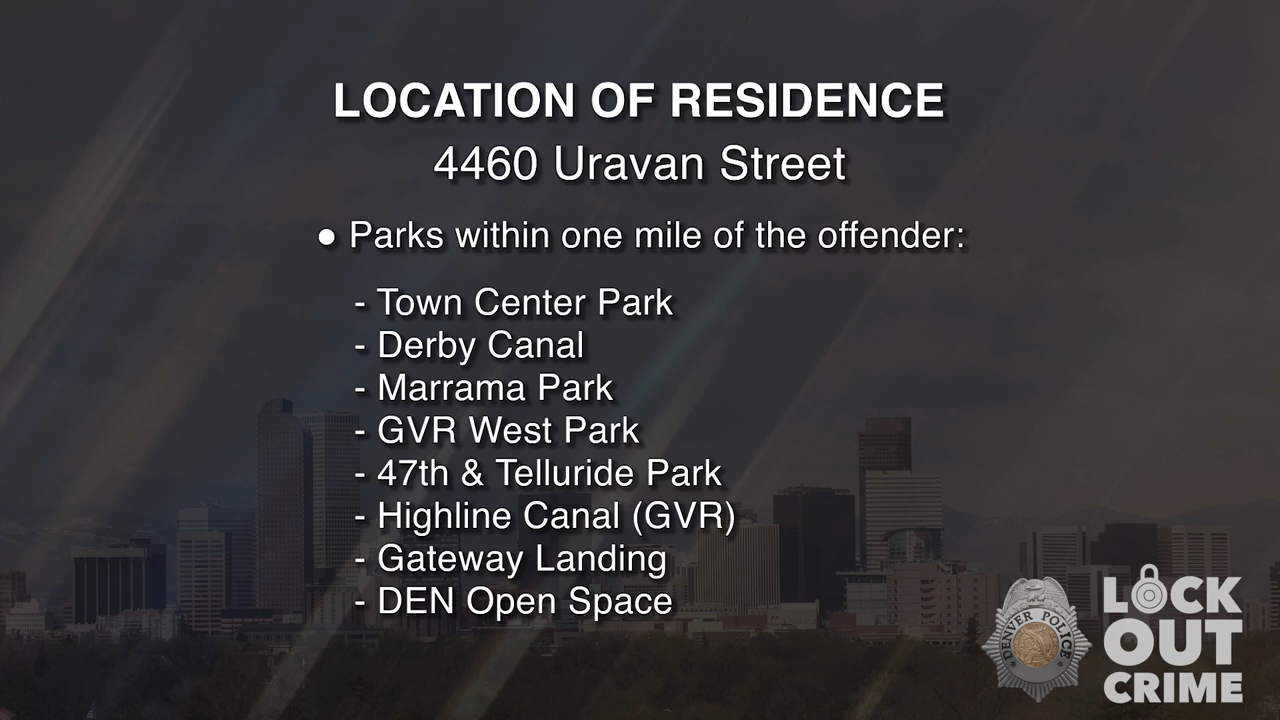 LOCATION OF RESIDENCE
4460 Uravan Street
● Parks within one mile of the offender:
- Town Center Park
- Derby Canal
- Marrama Park
- GVR West Park
- 47th & Telluride Park
- Highline Canal (GVR)
- Gateway Landing
- DEN Open Space
DENVER POLICE
LOCK
OUT
CRIME